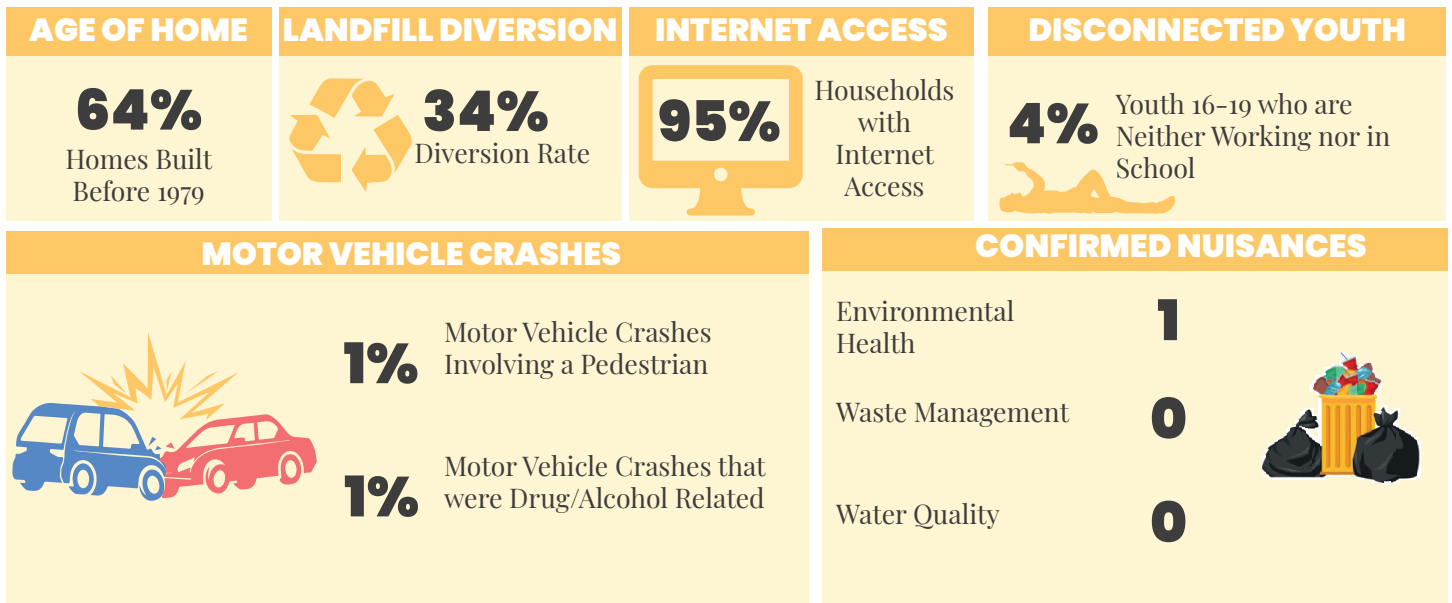 AGE OF HOME
64%
Homes Built
Before 1979
LANDFILL DIVERSION
34%
Diversion Rate
INTERNET ACCESS
95%
Households
with
Internet
Access
DISCONNECTED YOUTH
4%
Youth 16-19 who are
Neither Working nor in
School
MOTOR VEHICLE CRASHES
1%
Motor Vehicle Crashes
Involving a Pedestrian
1%
Motor Vehicle Crashes that
were Drug/Alcohol Related
CONFIRMED NUISANCES
Environmental
Health
1
Waste Management
0
Water Quality
0